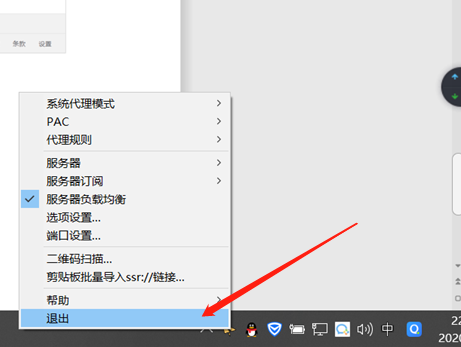 条数 设置
系统代理模式
PAC
代理规则
服务器
服务器订阅
服务器负载均衡
选项设置...
端口设置...
二维码扫描...
剪贴板批量导入ssr://链接...
帮助
退出
中
22
2020